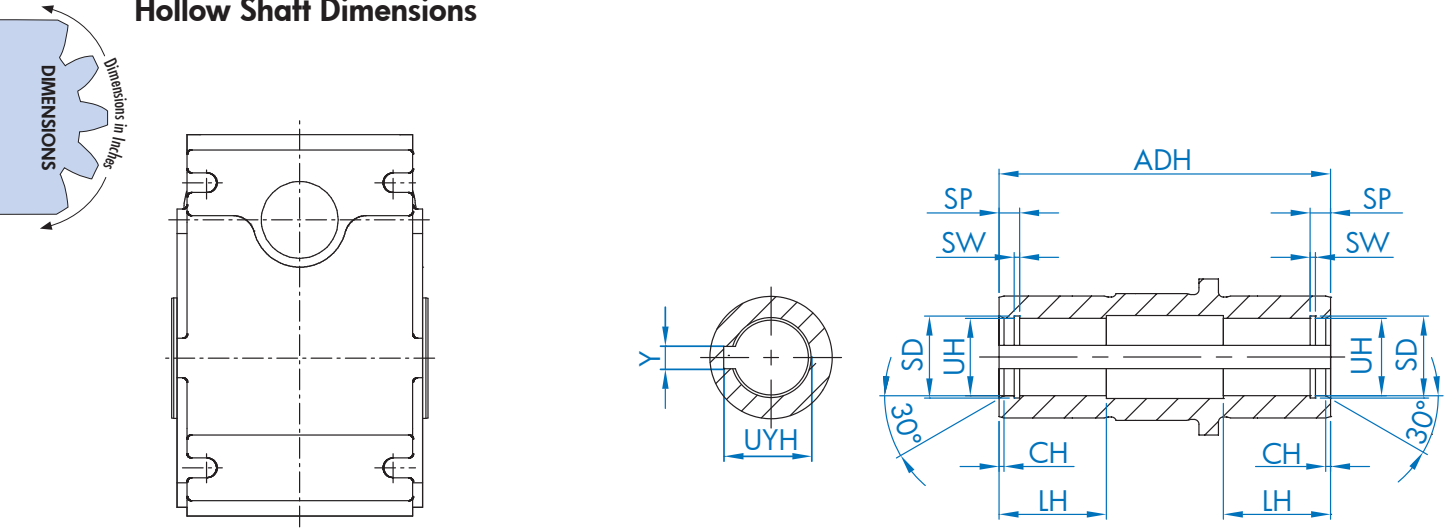 Hollow Shaft Dimensions
Dimensions in Inches
DIMENSIONS
ADH
SP
SP
SW
SW
SD
UH
UH
SD
Y
UYH
30°
30°
CH
CH
LH
LH